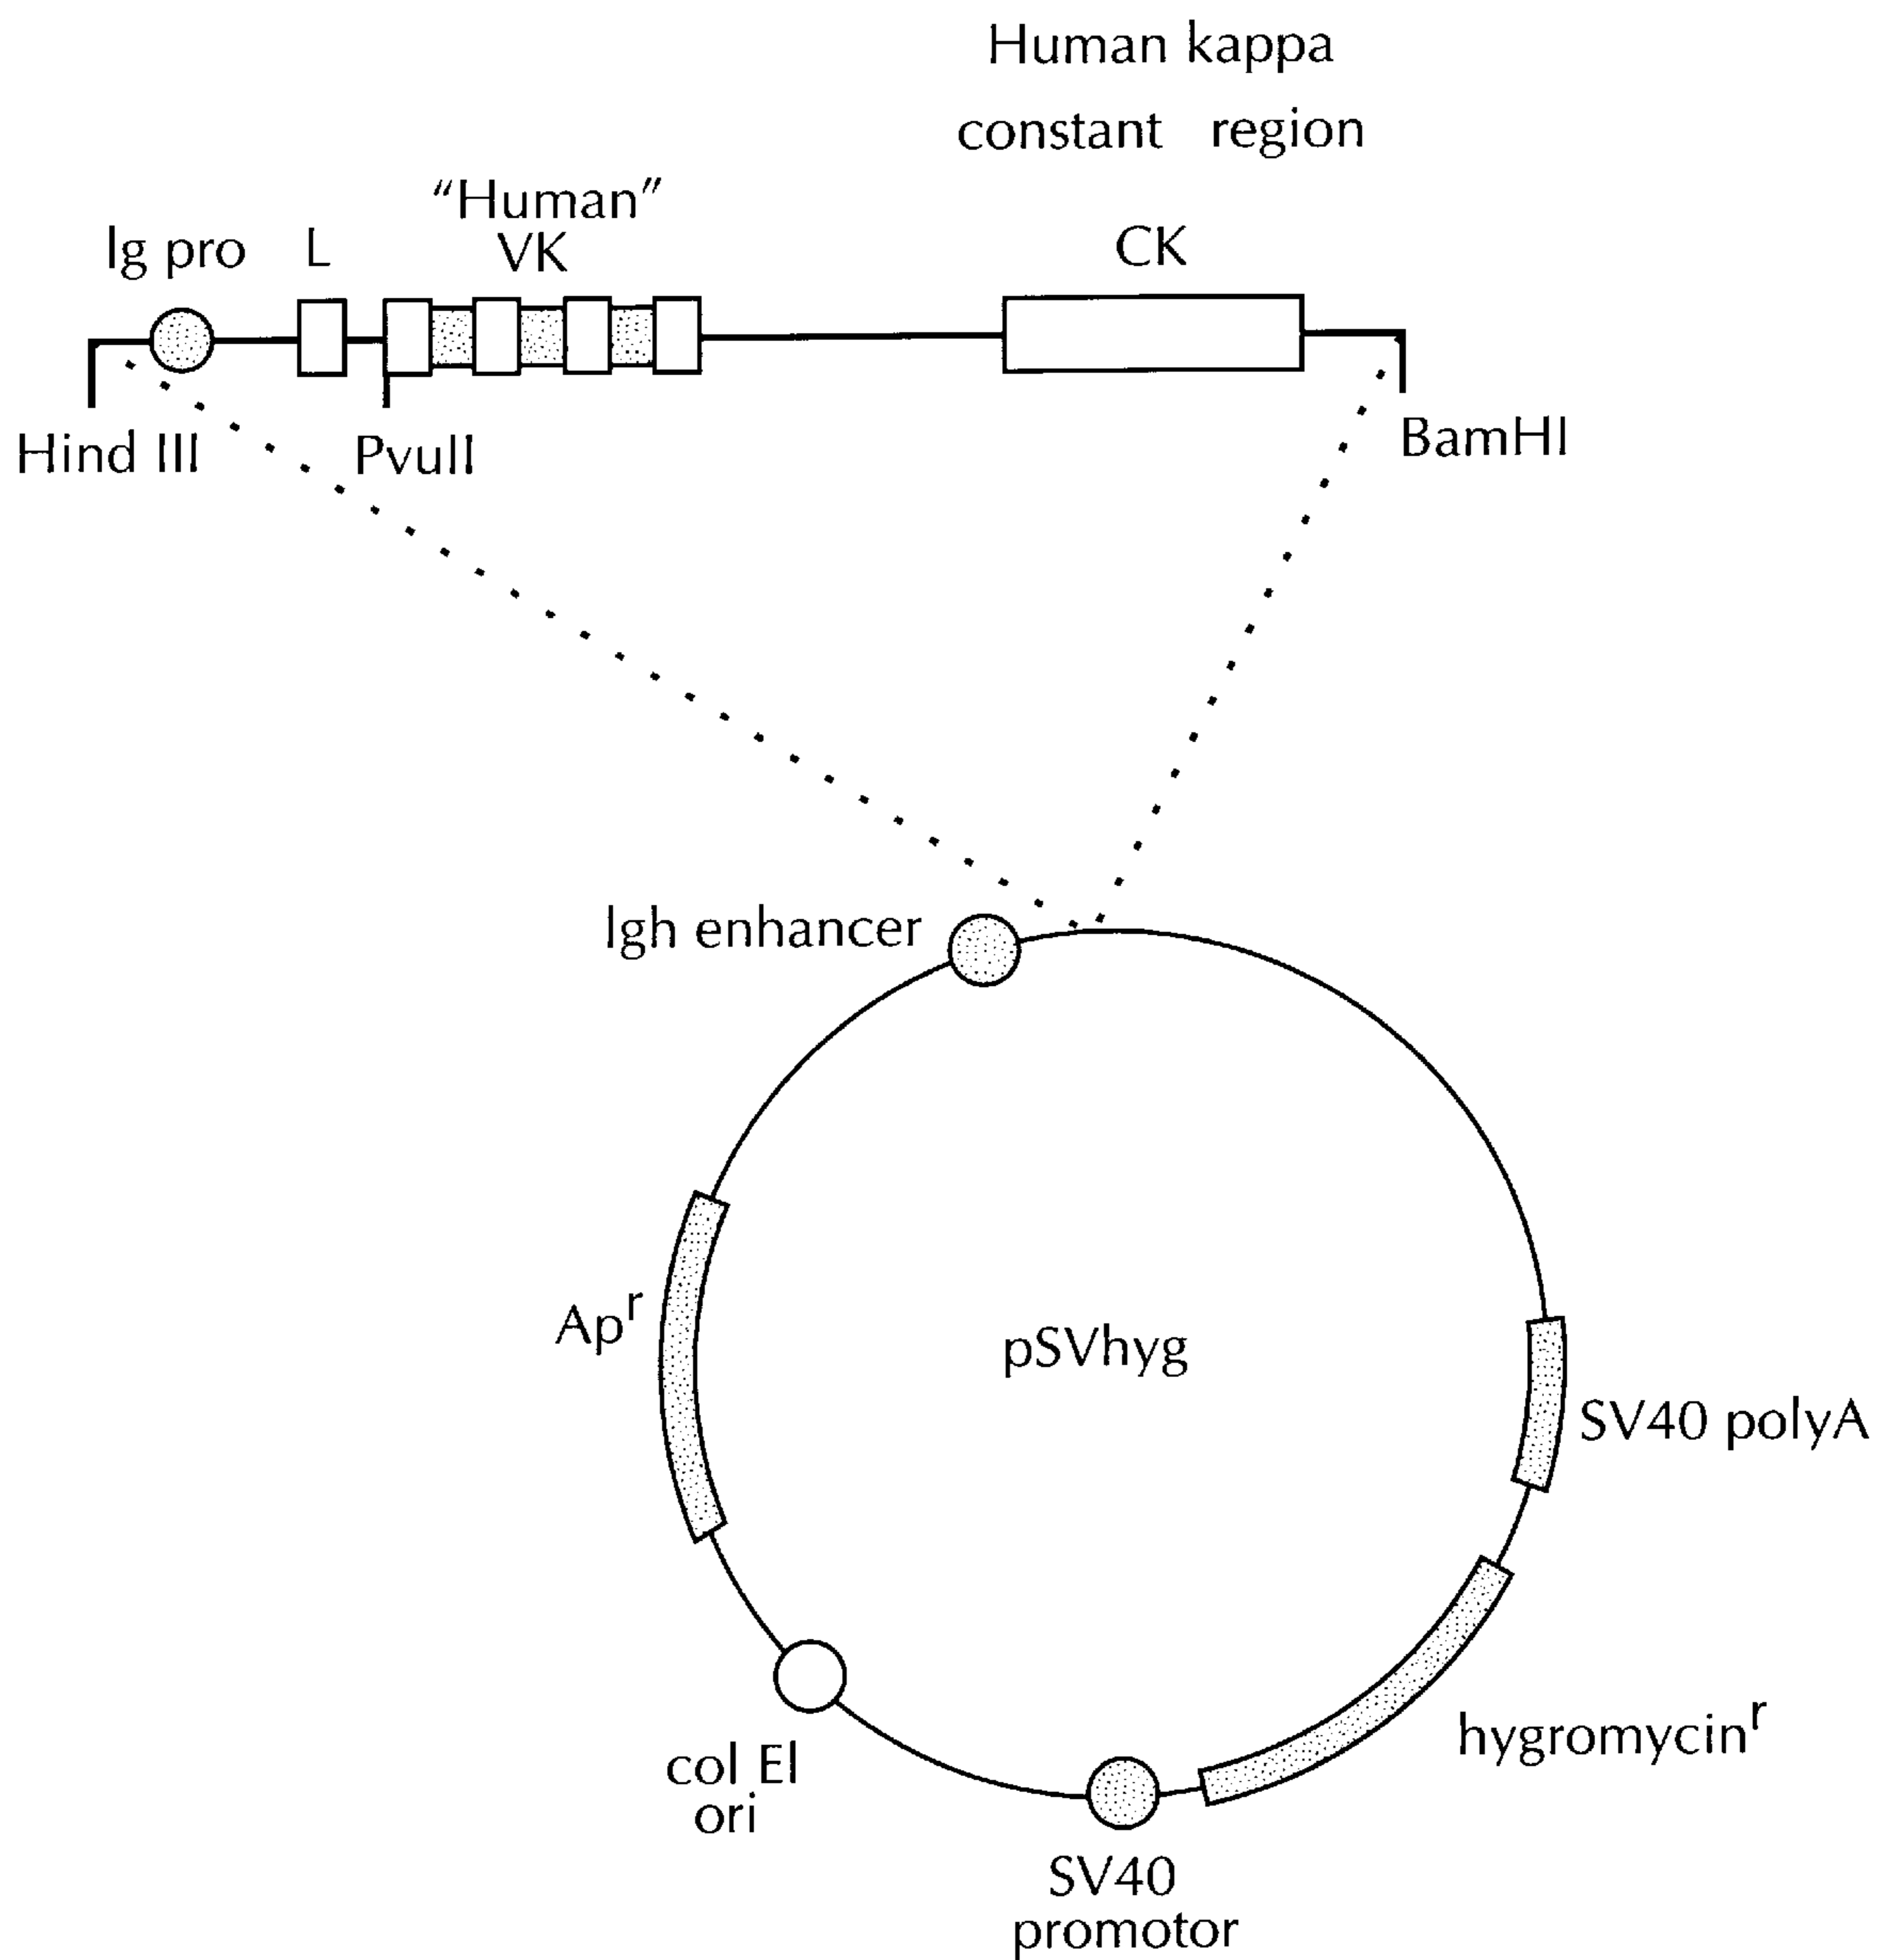 Human kappa
constant region
"Human"
Ig pro
L
VK
CK
Hind III
PvuII
BamHI
Igh enhancer
Apʳ
pSVhyg
SV40 polyA
hygromycinʳ
col EI
ori
SV40
promotor